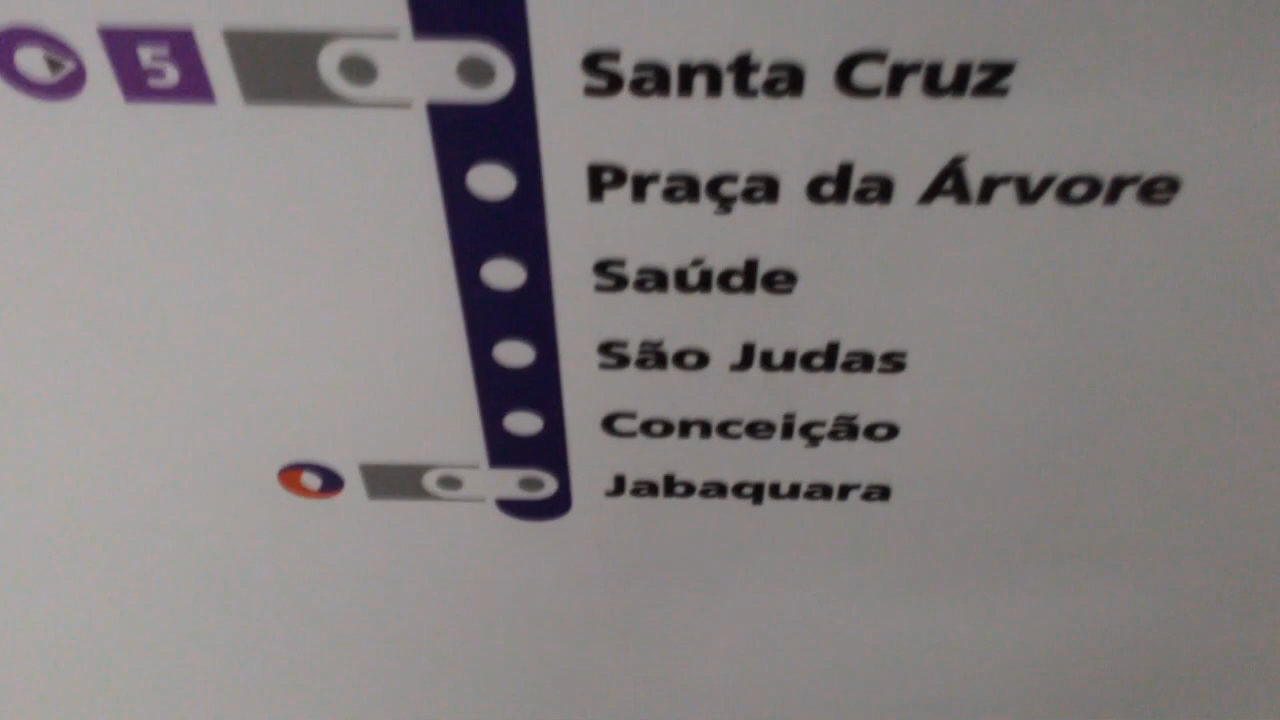 5 Santa Cruz
Praça da Árvore
Saúde
São Judas
Conceição
Jabaquara